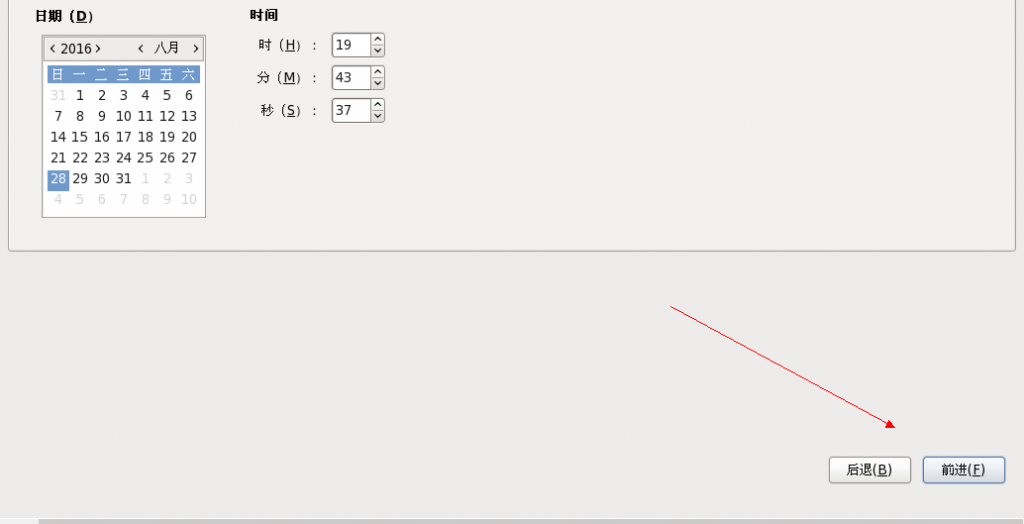 日期（D） 时间
‹ 2016 › ‹ 八月 › 时（H）： 19
日 一 二 三 四 五 六 分（M）： 43
31 1 2 3 4 5 6 秒（S）： 37
7 8 9 10 11 12 13
14 15 16 17 18 19 20
21 22 23 24 25 26 27
28 29 30 31 1 2 3
4 5 6 7 8 9 10
后退(B) 前进(F)